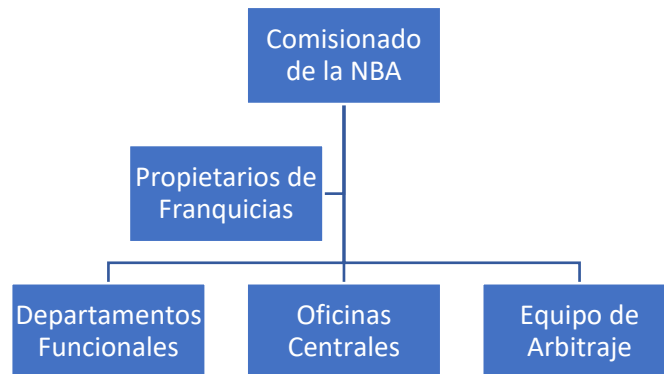 Comisionado
de la NBA
Propietarios de
Franquicias
Departamentos
Funcionales
Oficinas
Centrales
Equipo de
Arbitraje